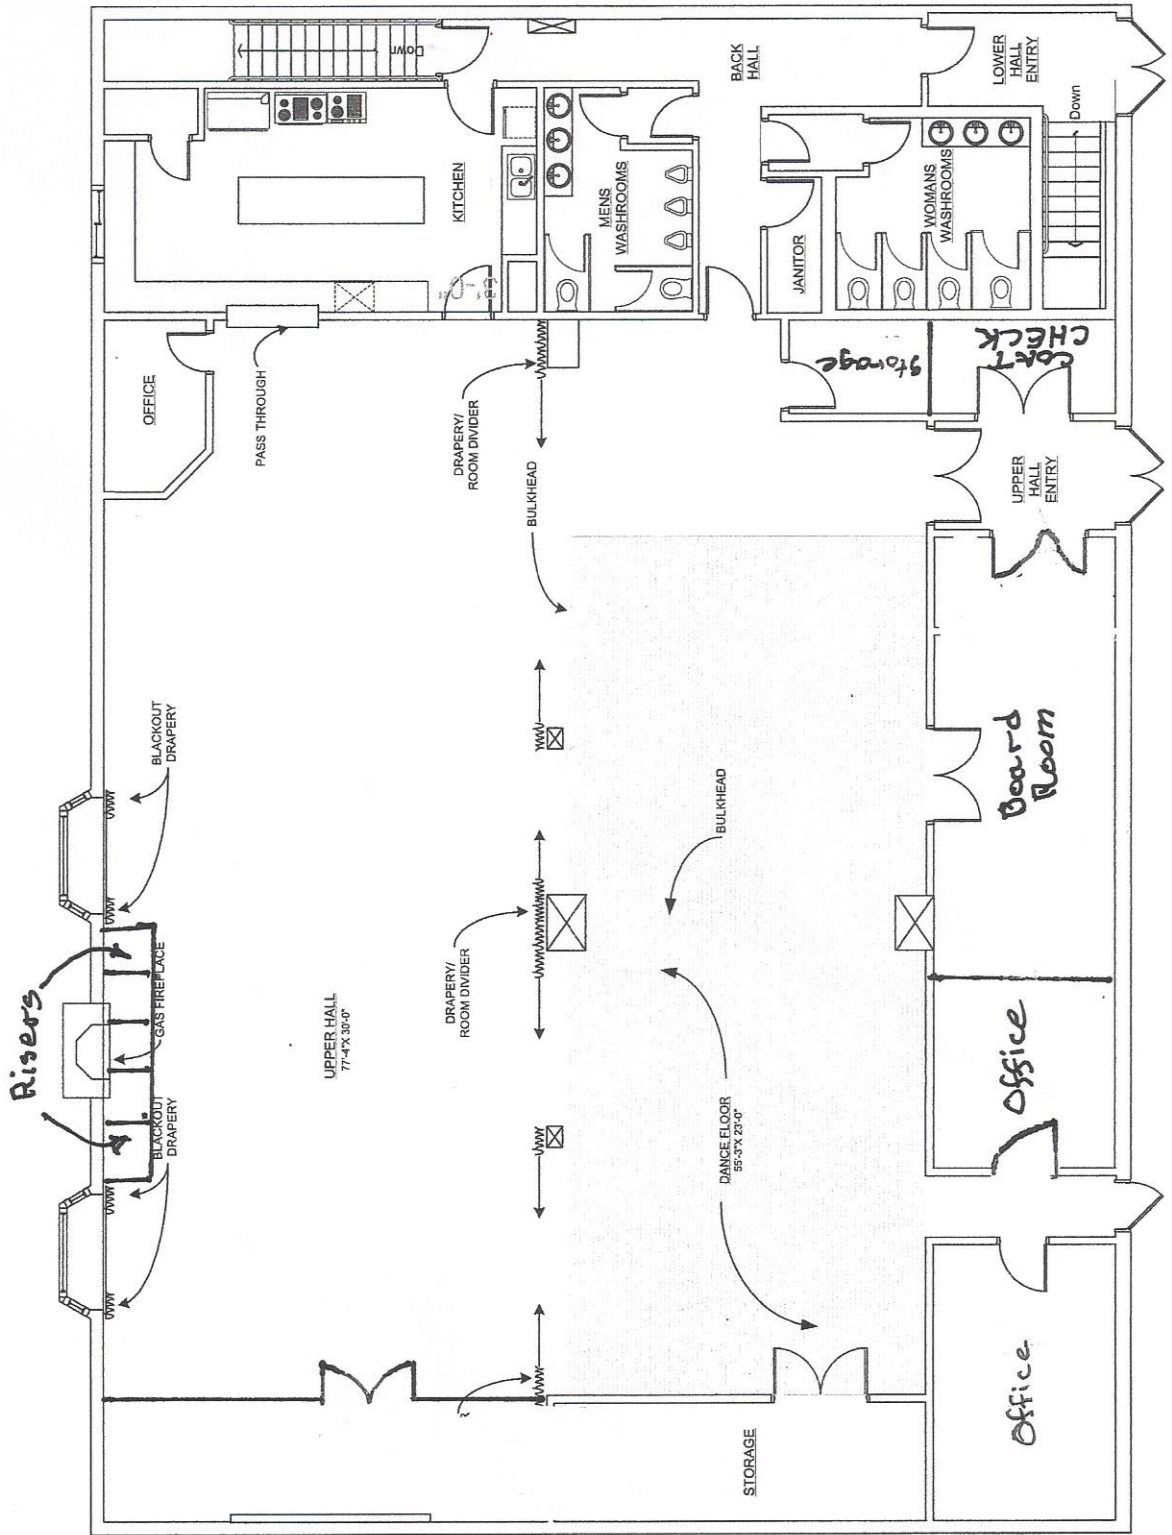 Risers
BLACKOUT
DRAPERY
GAS FIREPLACE
BLACKOUT
DRAPERY
OFFICE
PASS THROUGH
UPPER HALL
77'-4"X 30'-0"
Down
KITCHEN
DRAPERY/
ROOM DIVIDER
DRAPERY/
ROOM DIVIDER
BULKHEAD
MENS
WASHROOMS
BULKHEAD
DANCE FLOOR
55'-3"X 23'-0"
STORAGE
BACK
HALL
JANITOR
Storage
WOMANS
WASHROOMS
LOWER
HALL
ENTRY
Down
COAT
CHECK
UPPER
HALL
ENTRY
Board
Room
Office
Office